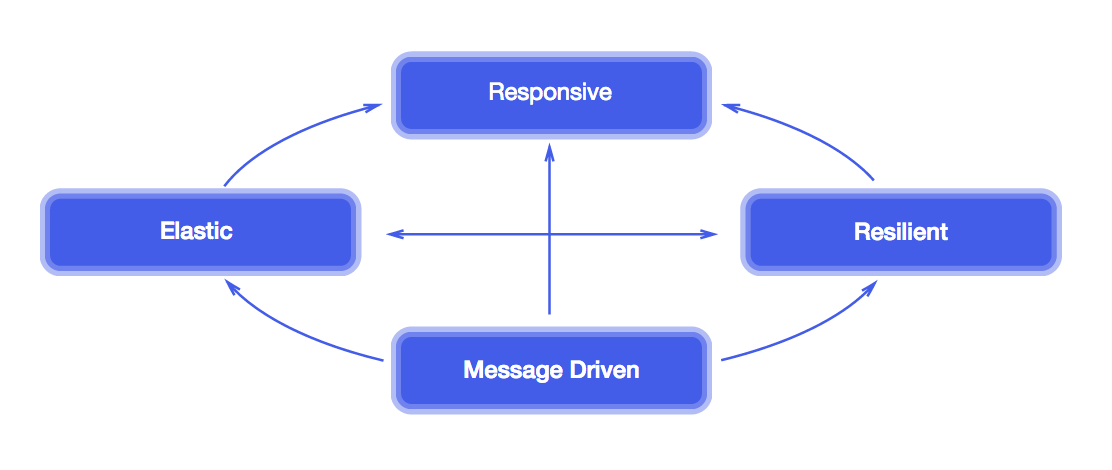 Responsive
Elastic
Resilient
Message Driven